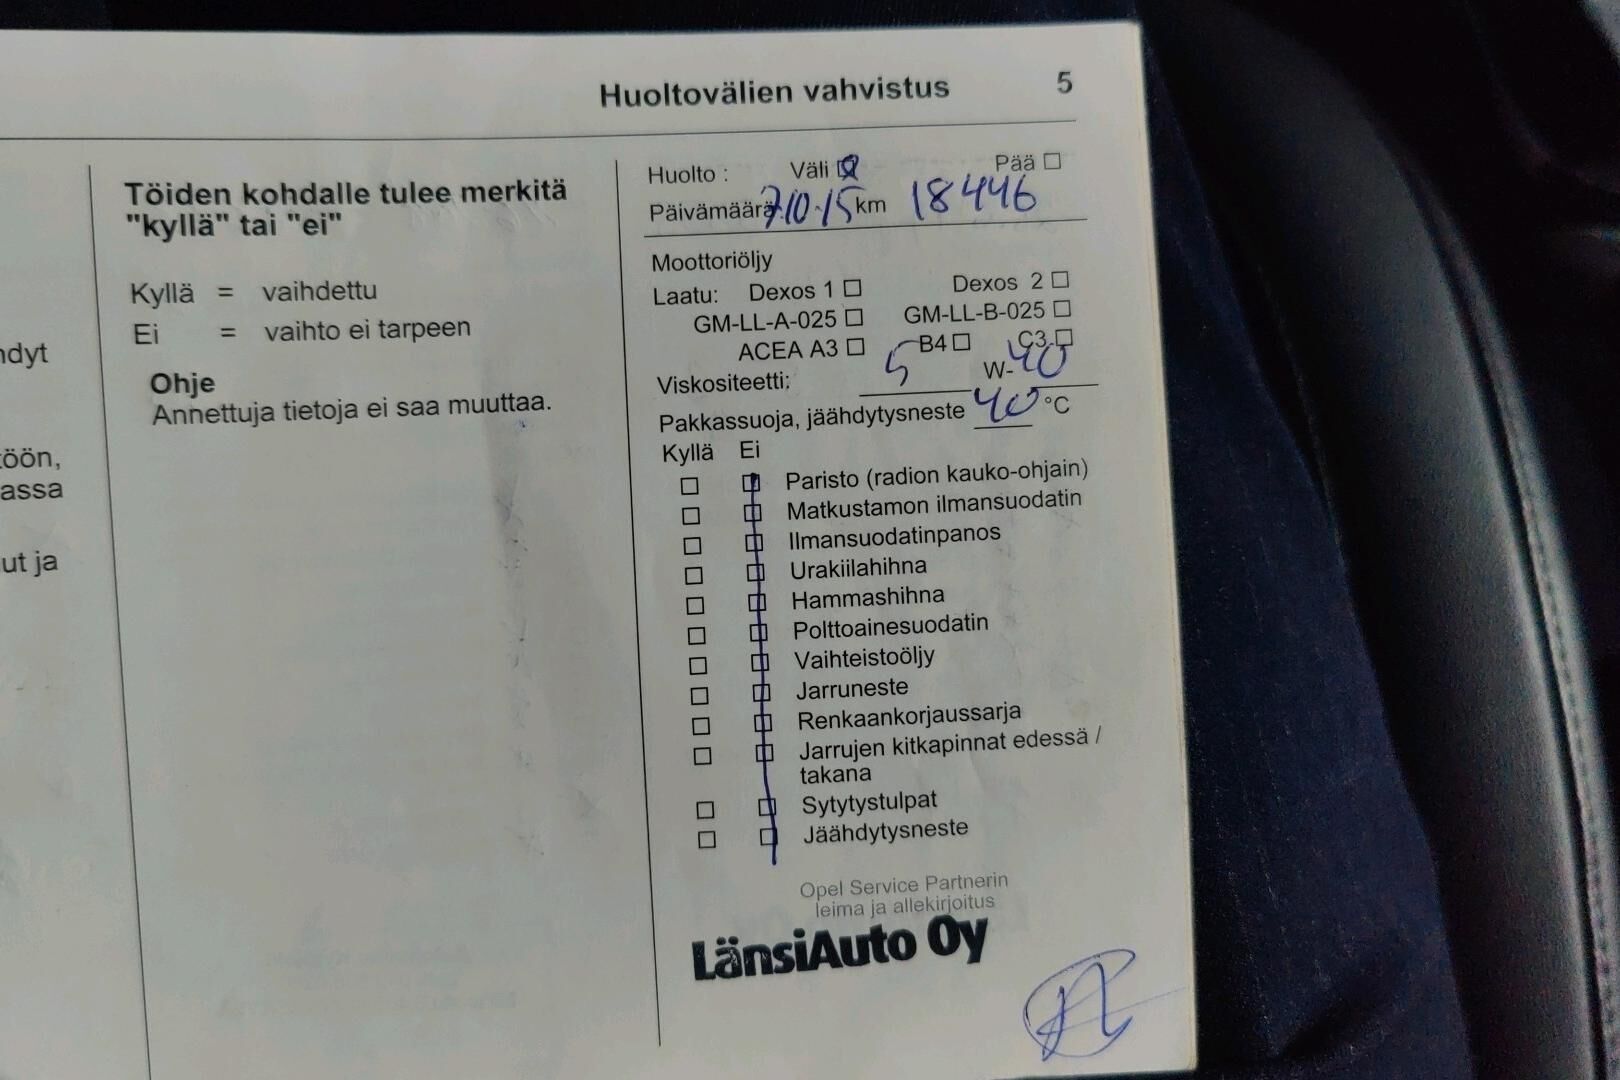 Huoltovälien vahvistus 5
ndyt
töön,
assa
ut ja
Töiden kohdalle tulee merkitä
"kyllä" tai "ei"
Kyllä = vaihdettu
Ei = vaihto ei tarpeen
Ohje
Annettuja tietoja ei saa muuttaa.
Huolto : Väli Pää
Päivämäärä: 7.10.15 km 18446
Moottoriöljy
Laatu: Dexos 1 Dexos 2
GM-LL-A-025 GM-LL-B-025
ACEA A3 B4 C3
Viskositeetti: 5 W-40
Pakkassuoja, jäähdytysneste 40 °C
Kyllä Ei
Paristo (radion kauko-ohjain)
Matkustamon ilmansuodatin
Ilmansuodatinpanos
Urakiilahihna
Hammashihna
Polttoainesuodatin
Vaihteistoöljy
Jarruneste
Renkaankorjaussarja
Jarrujen kitkapinnat edessä /
takana
Sytytystulpat
Jäähdytysneste
Opel Service Partnerin
leima ja allekirjoitus
LänsiAuto Oy